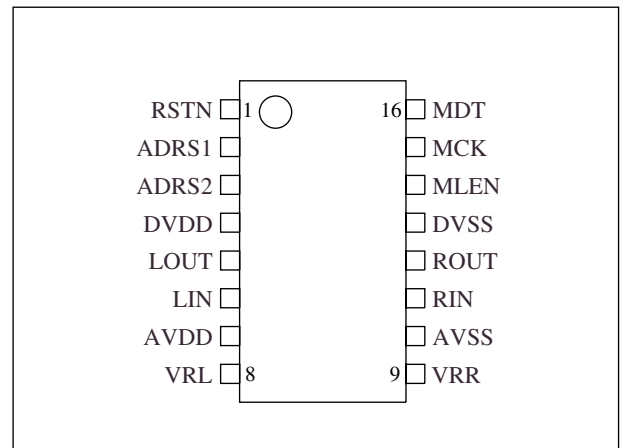 RSTN 1 16 MDT
ADRS1 MCK
ADRS2 MLEN
DVDD DVSS
LOUT ROUT
LIN RIN
AVDD AVSS
VRL 8 9 VRR